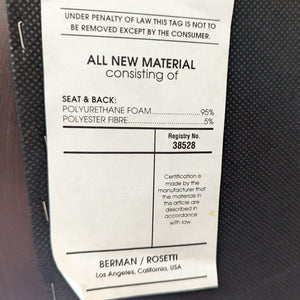 UNDER PENALTY OF LAW THIS TAG IS NOT TO
BE REMOVED EXCEPT BY THE CONSUMER.
ALL NEW MATERIAL
consisting of
SEAT & BACK:
POLYURETHANE FOAM....................95%
POLYESTER FIBRE..........................5%
Registry No.
38528
Certification is
made by the
manufacturer that
the materials in
this article are
described in
accordance
with law.
BERMAN / ROSETTI
Los Angeles, California, USA